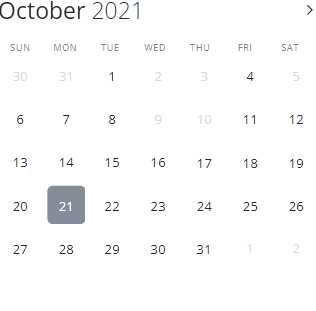 October 2021
SUN MON TUE WED THU FRI SAT
30 31 1 2 3 4 5
6 7 8 9 10 11 12
13 14 15 16 17 18 19
20 21 22 23 24 25 26
27 28 29 30 31 1 2